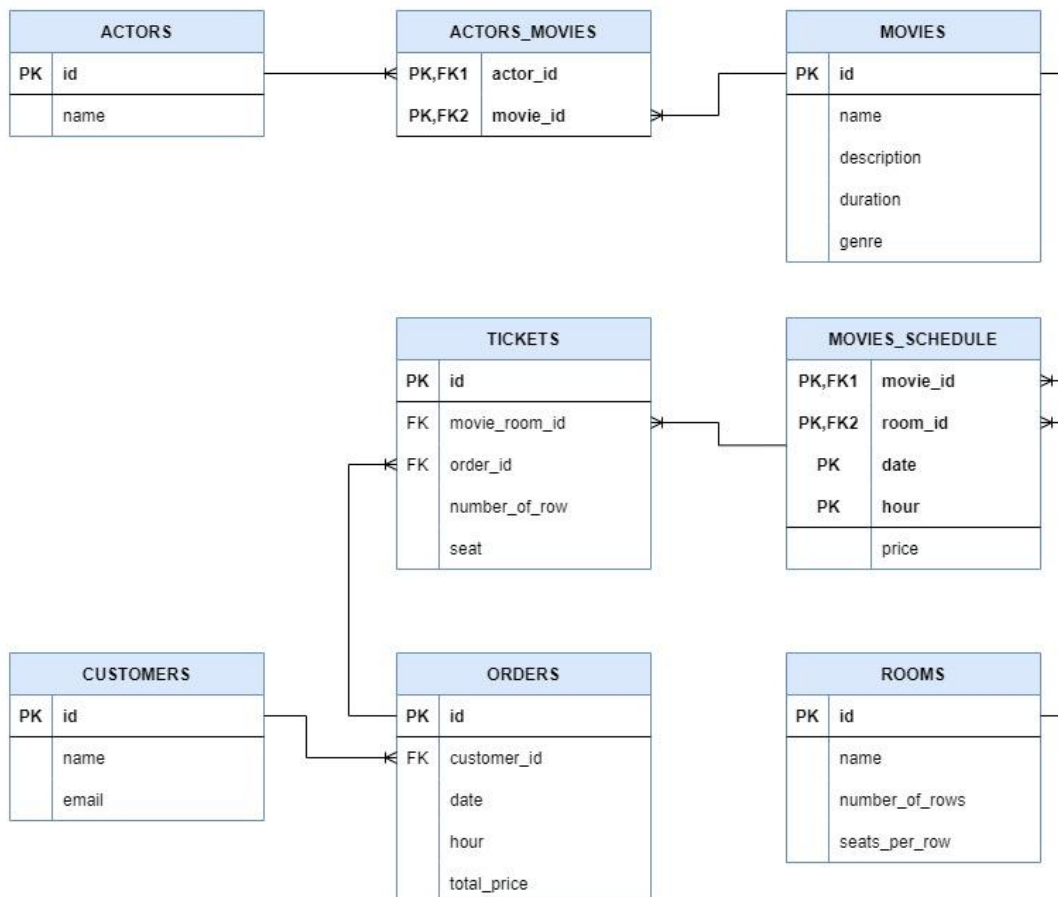 ACTORS
PK id
name
ACTORS_MOVIES
PK,FK1 actor_id
PK,FK2 movie_id
MOVIES
PK id
name
description
duration
genre
TICKETS
PK id
FK movie_room_id
FK order_id
number_of_row
seat
MOVIES_SCHEDULE
PK,FK1 movie_id
PK,FK2 room_id
PK date
PK hour
price
CUSTOMERS
PK id
name
email
ORDERS
PK id
FK customer_id
date
hour
total_price
ROOMS
PK id
name
number_of_rows
seats_per_row